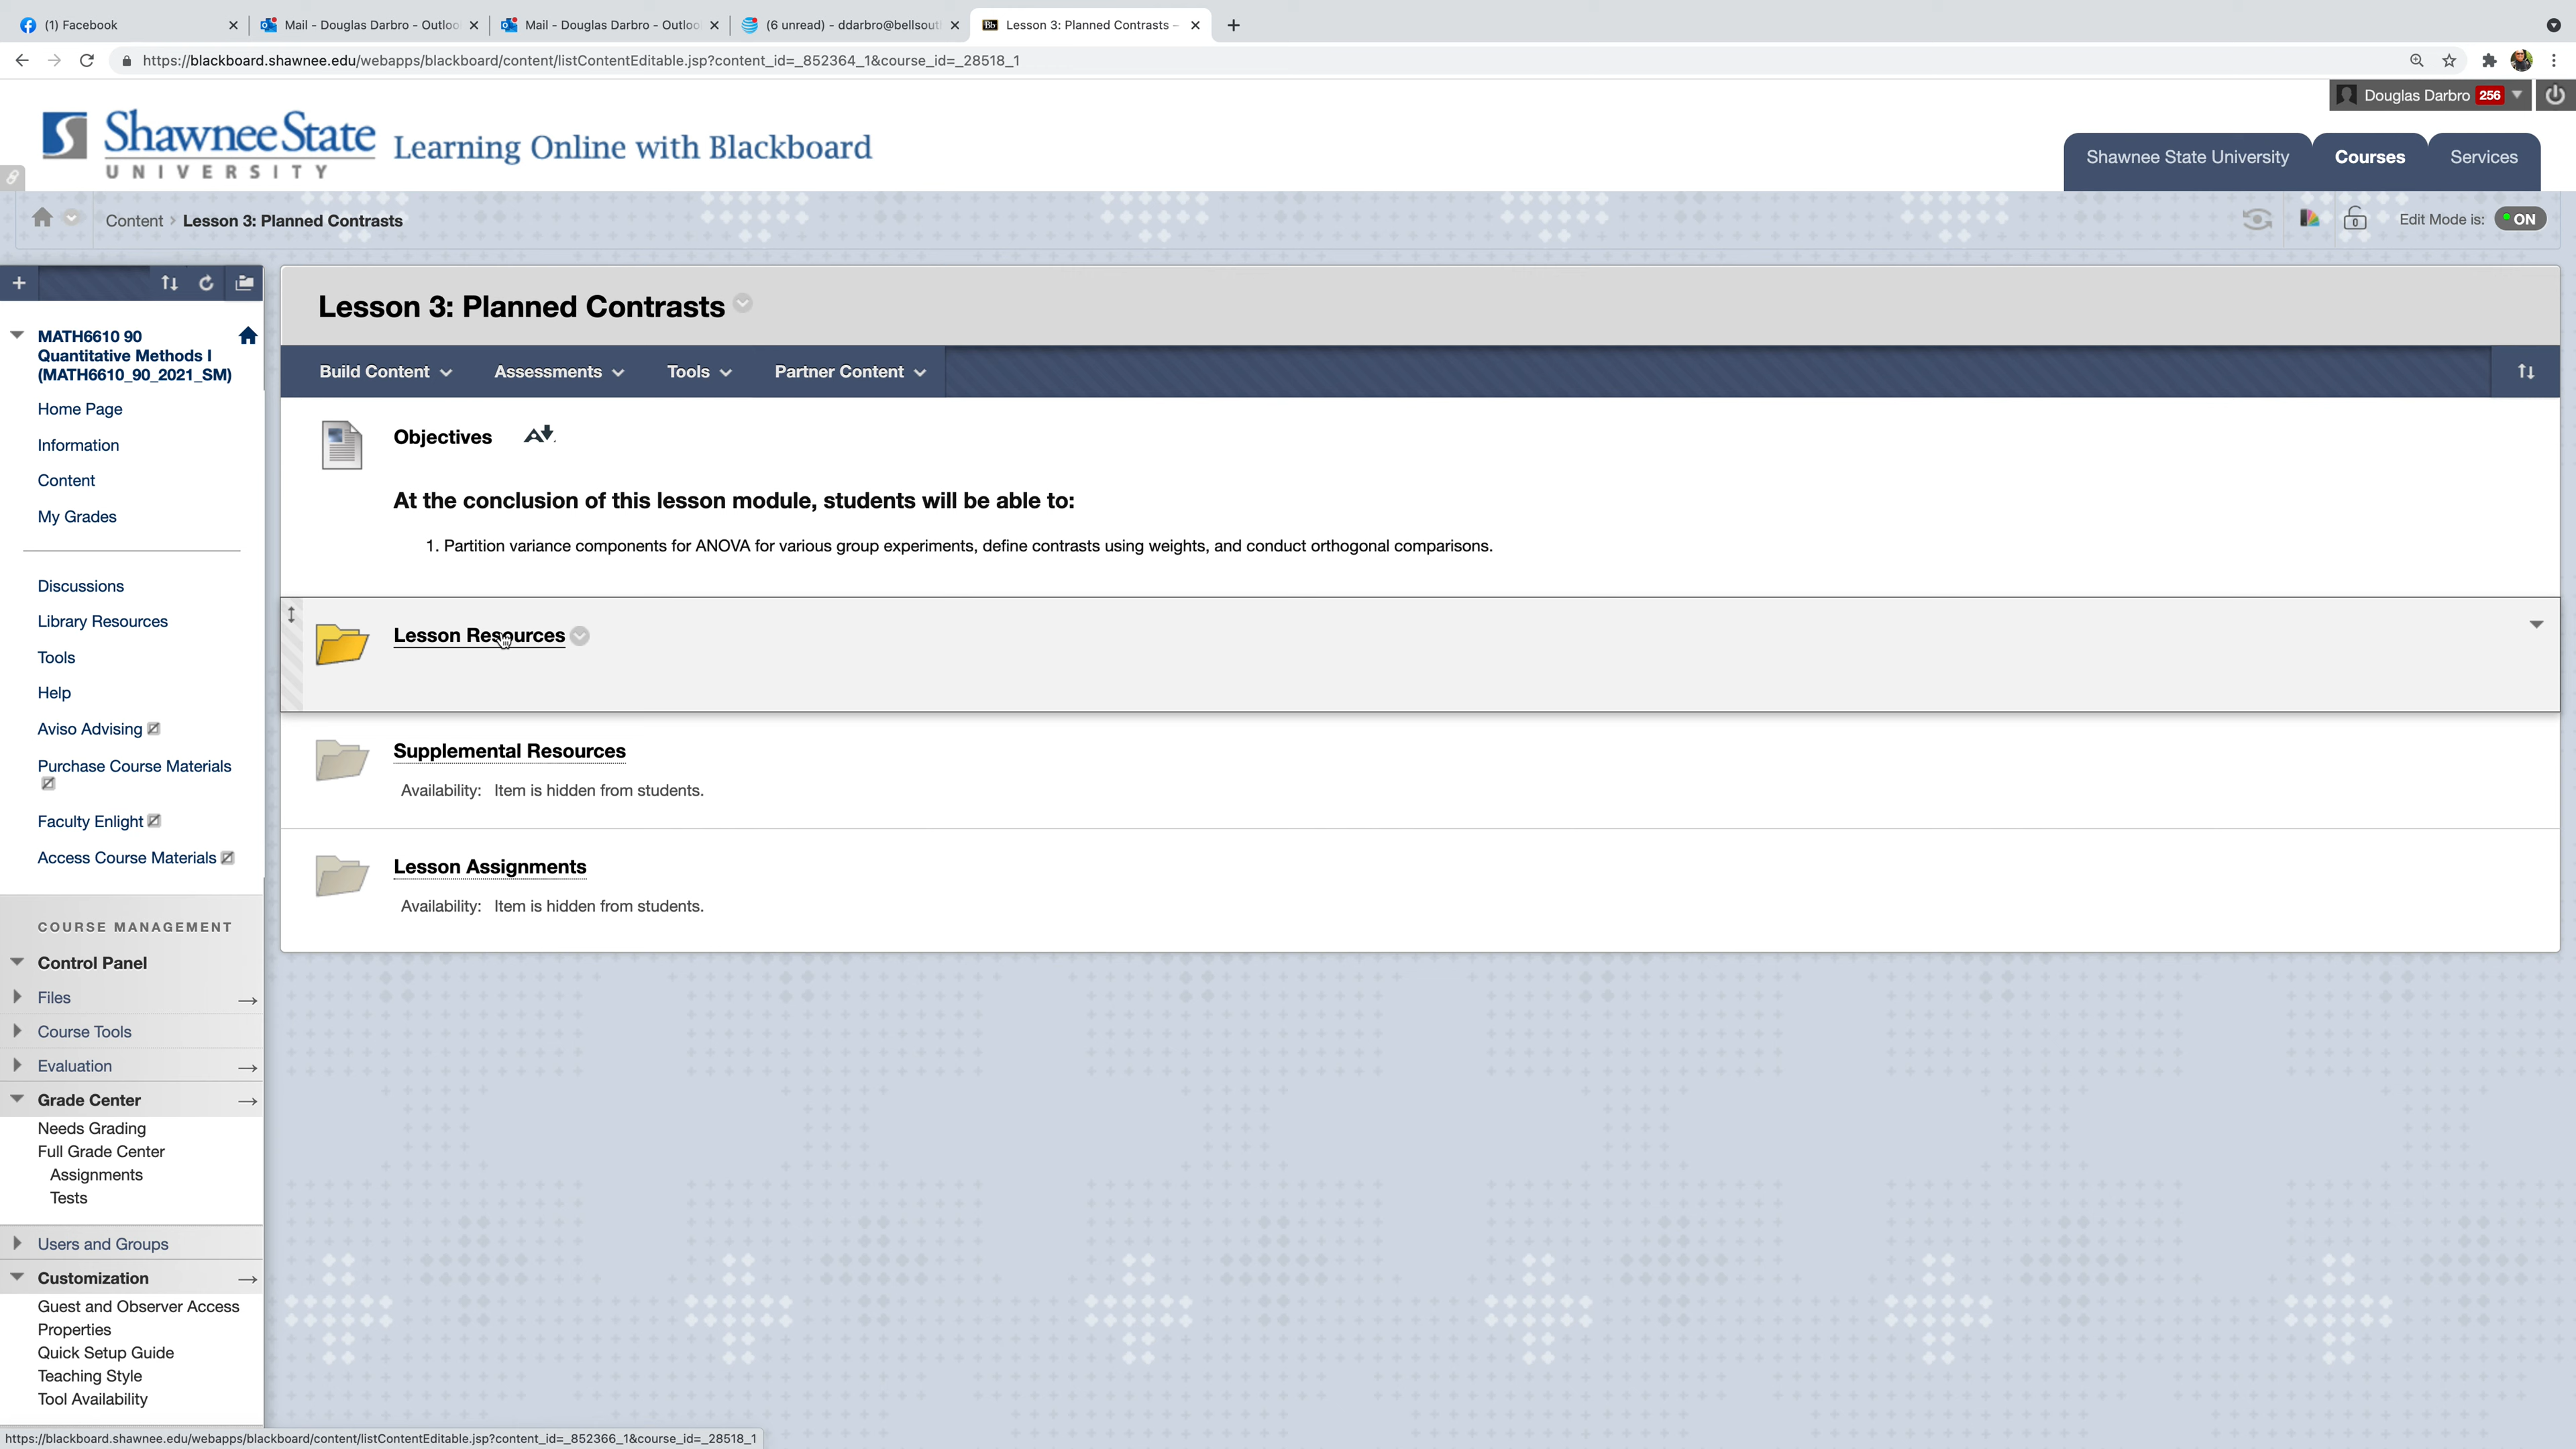 (1) Facebook
Mail - Douglas Darbro - Outloo
Mail - Douglas Darbro - Outloo
(6 unread) - ddarbro@bellsout
Lesson 3: Planned Contrasts –
https://blackboard.shawnee.edu/webapps/blackboard/content/listContentEditable.jsp?content_id=_852364_1&course_id=_28518_1
Douglas Darbro 256
Shawnee State
UNIVERSITY
Learning Online with Blackboard
Shawnee State University
Courses
Services
Content > Lesson 3: Planned Contrasts
Edit Mode is: ON
MATH6610 90
Quantitative Methods I
(MATH6610_90_2021_SM)
Home Page
Information
Content
My Grades
Discussions
Library Resources
Tools
Help
Aviso Advising
Purchase Course Materials
Faculty Enlight
Access Course Materials
COURSE MANAGEMENT
Control Panel
Files
Course Tools
Evaluation
Grade Center
Needs Grading
Full Grade Center
Assignments
Tests
Users and Groups
Customization
Guest and Observer Access
Properties
Quick Setup Guide
Teaching Style
Tool Availability
Lesson 3: Planned Contrasts
Build Content
Assessments
Tools
Partner Content
Objectives
At the conclusion of this lesson module, students will be able to:
1. Partition variance components for ANOVA for various group experiments, define contrasts using weights, and conduct orthogonal comparisons.
Lesson Resources
Supplemental Resources
Availability: Item is hidden from students.
Lesson Assignments
Availability: Item is hidden from students.
https://blackboard.shawnee.edu/webapps/blackboard/content/listContentEditable.jsp?content_id=_852366_1&course_id=_28518_1